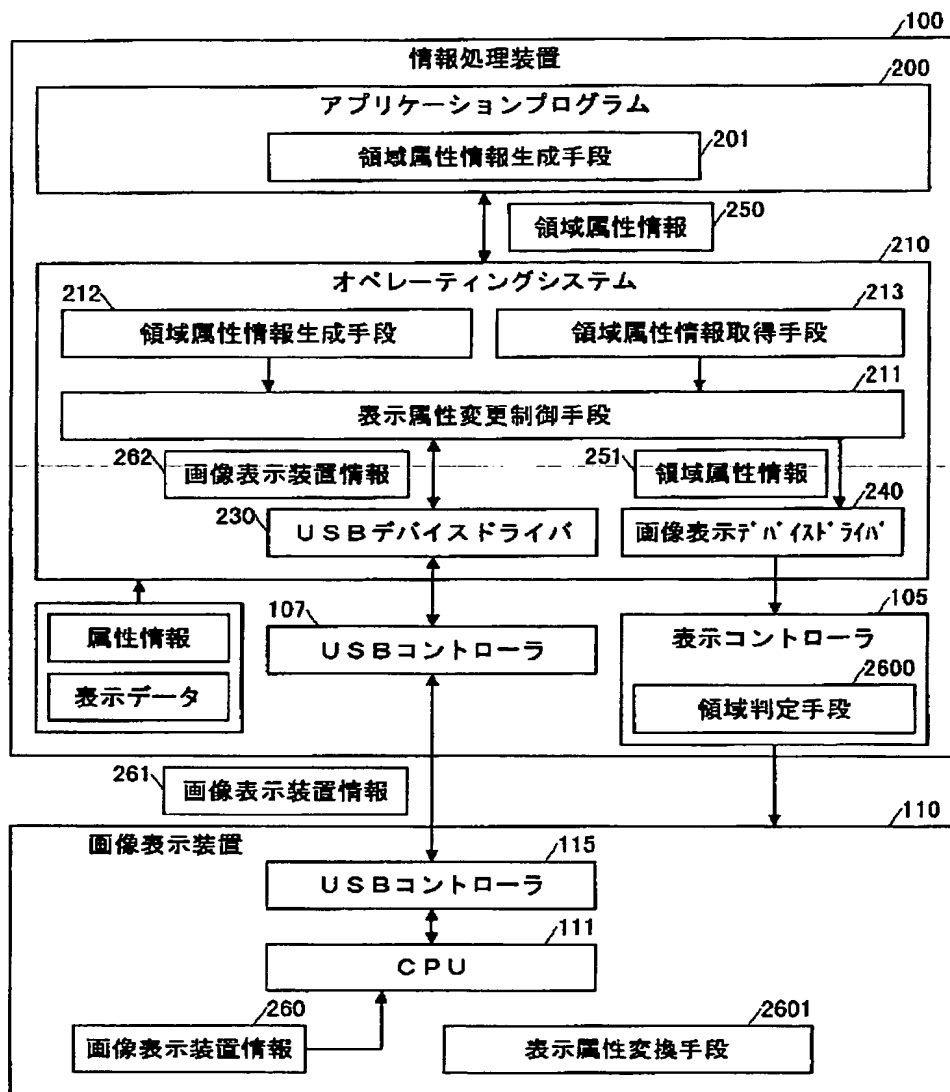 100
情報処理装置
200
アプリケーションプログラム
201
領域属性情報生成手段
250
領域属性情報
210
オペレーティングシステム
212
領域属性情報生成手段
213
領域属性情報取得手段
211
表示属性変更制御手段
262
画像表示装置情報
251
領域属性情報
230
USBデバイスドライバ
240
画像表示デバイスドライバ
属性情報
表示データ
107
USBコントローラ
105
表示コントローラ
2600
領域判定手段
261
画像表示装置情報
110
画像表示装置
115
USBコントローラ
111
CPU
260
画像表示装置情報
2601
表示属性変換手段